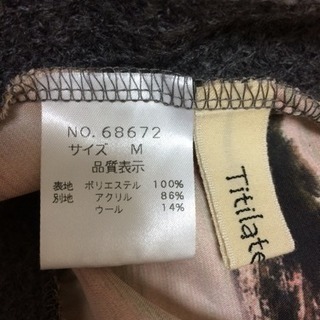 NO. 68672
サイズ M
品質表示
表地 ポリエステル 100%
別地 アクリル 86%
ウール 14%
Titilate